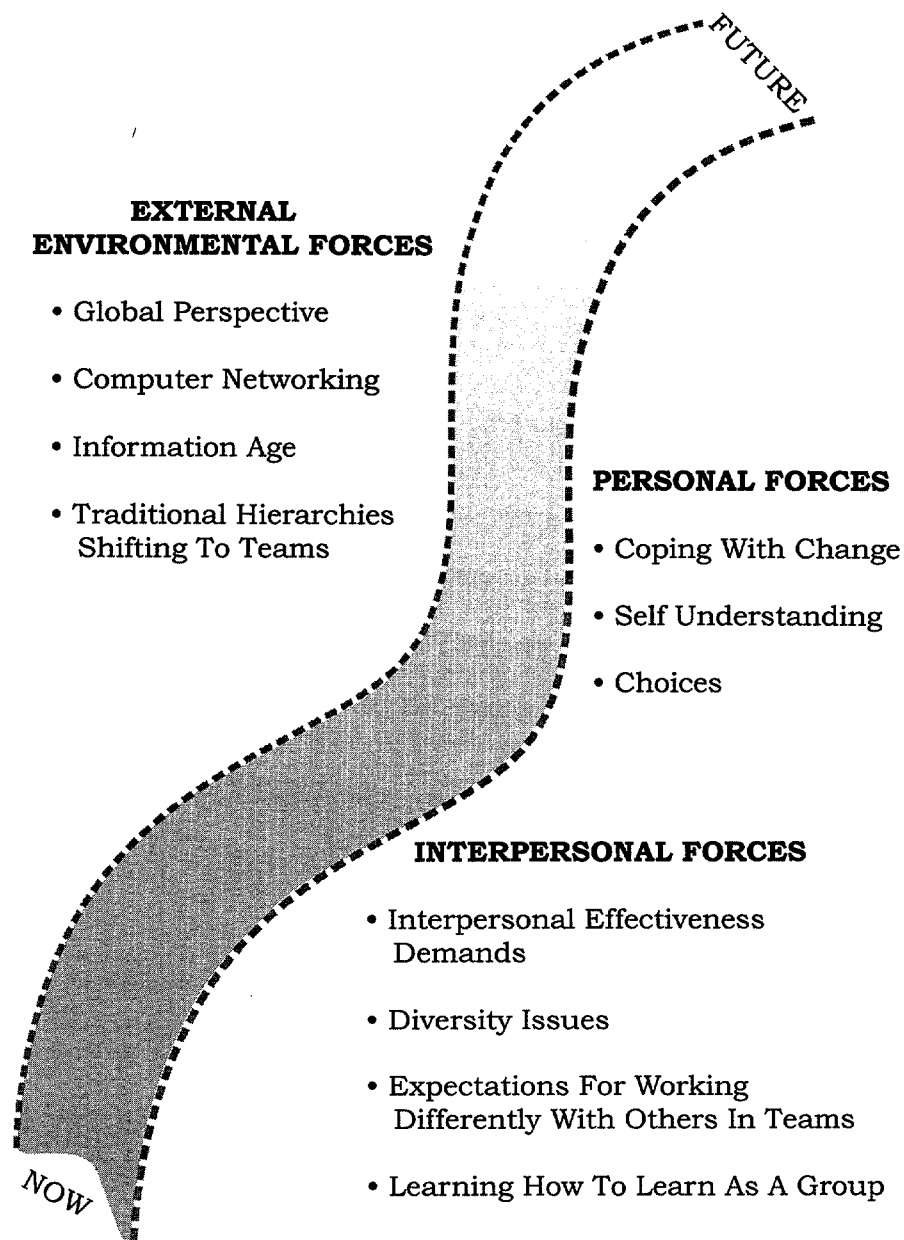 FUTURE
EXTERNAL
ENVIRONMENTAL FORCES
• Global Perspective
• Computer Networking
• Information Age
• Traditional Hierarchies
Shifting To Teams
PERSONAL FORCES
• Coping With Change
• Self Understanding
• Choices
INTERPERSONAL FORCES
• Interpersonal Effectiveness
Demands
• Diversity Issues
• Expectations For Working
Differently With Others In Teams
• Learning How To Learn As A Group
NOW